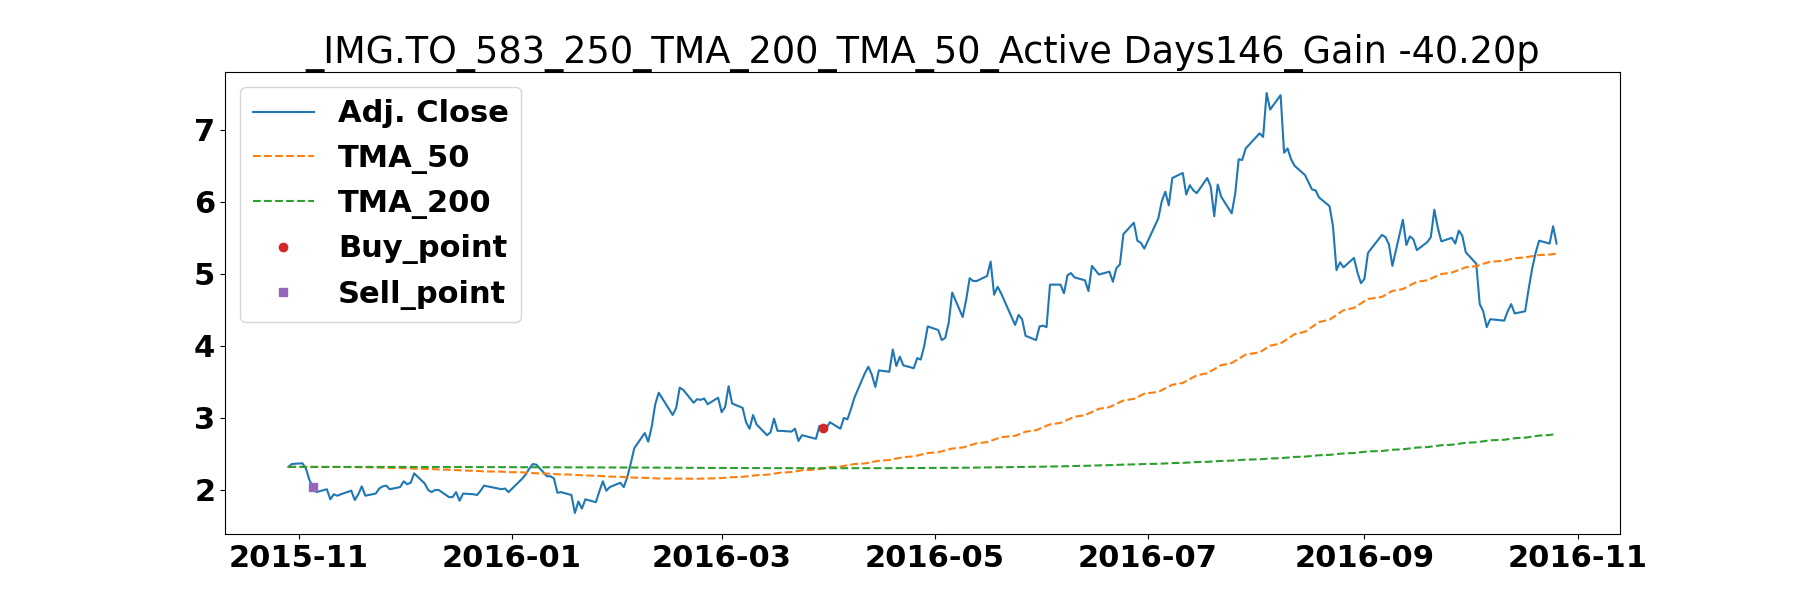 _IMG.TO_583_250_TMA_200_TMA_50_Active Days146_Gain -40.20p
Adj. Close
TMA_50
TMA_200
Buy_point
Sell_point
7
6
5
4
3
2
2015-11 2016-01 2016-03 2016-05 2016-07 2016-09 2016-11